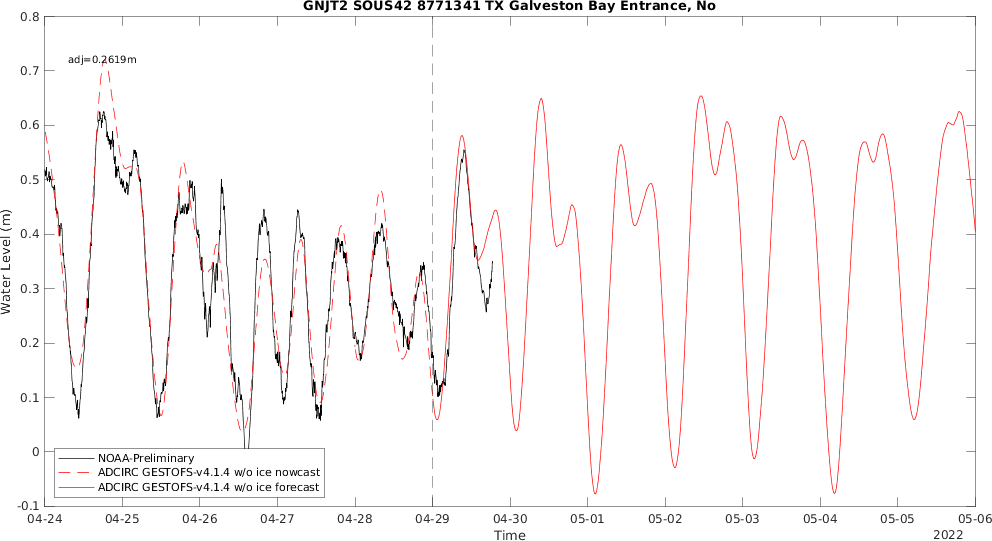 GNJT2 SOUS42 8771341 TX Galveston Bay Entrance, No
0.8
0.7
0.6
0.5
0.4
0.3
0.2
0.1
0
-0.1
Water Level (m)
adj=0.2619m
NOAA-Preliminary
ADCIRC GESTOFS-v4.1.4 w/o ice nowcast
ADCIRC GESTOFS-v4.1.4 w/o ice forecast
04-24 04-25 04-26 04-27 04-28 04-29 04-30 05-01 05-02 05-03 05-04 05-05 05-06
Time
2022